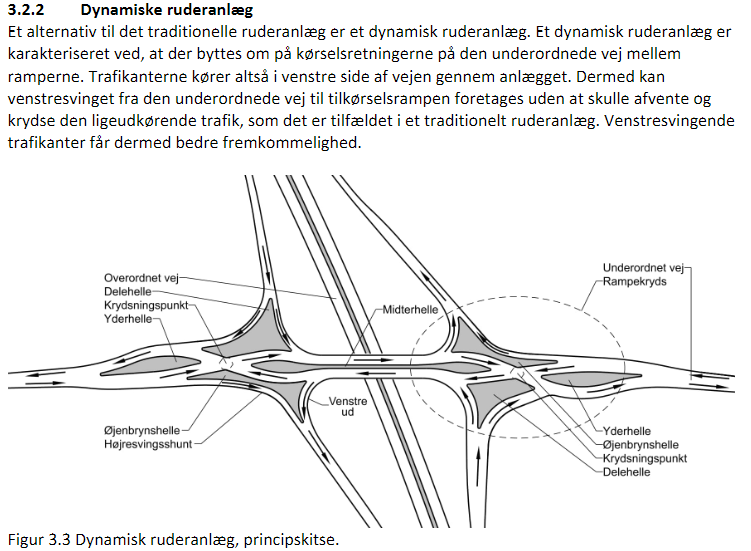 3.2.2 Dynamiske ruderanlæg
Et alternativ til det traditionelle ruderanlæg er et dynamisk ruderanlæg. Et dynamisk ruderanlæg er
karakteriseret ved, at der byttes om på kørselsretningerne på den underordnede vej mellem
ramperne. Trafikanterne kører altså i venstre side af vejen gennem anlægget. Dermed kan
venstresvinget fra den underordnede vej til tilkørselsrampen foretages uden at skulle afvente og
krydse den ligeudkørende trafik, som det er tilfældet i et traditionelt ruderanlæg. Venstresvingende
trafikanter får dermed bedre fremkommelighed.
Overordnet vej
Delehelle
Krydsningspunkt
Yderhelle
Midterhelle
Underordnet vej
Rampekryds
Venstre
ud
Øjenbrynshelle
Højresvingsshunt
Yderhelle
Øjenbrynshelle
Krydsningspunkt
Delehelle
Figur 3.3 Dynamisk ruderanlæg, principskitse.